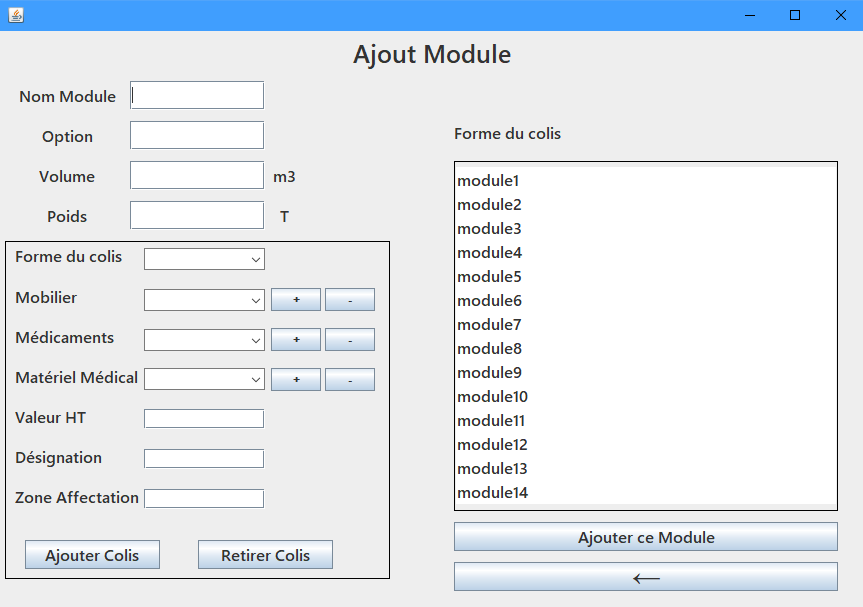 Ajout Module
Nom Module
Option
Volume
m3
Poids
T
Forme du colis
Mobilier
+
-
Médicaments
+
-
Matériel Médical
+
-
Valeur HT
Désignation
Zone Affectation
Ajouter Colis
Retirer Colis
Forme du colis
module1
module2
module3
module4
module5
module6
module7
module8
module9
module10
module11
module12
module13
module14
Ajouter ce Module
←